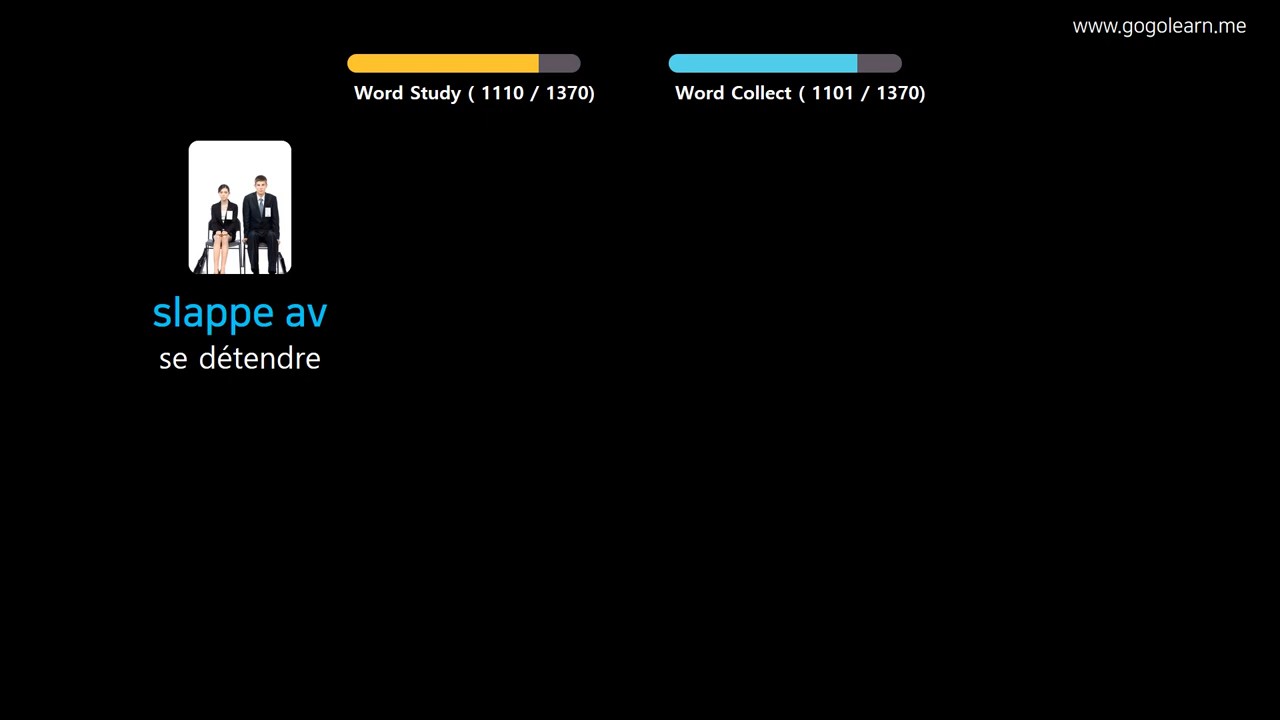 www.gogolearn.me
Word Study ( 1110 / 1370)
Word Collect ( 1101 / 1370)
slappe av
se détendre